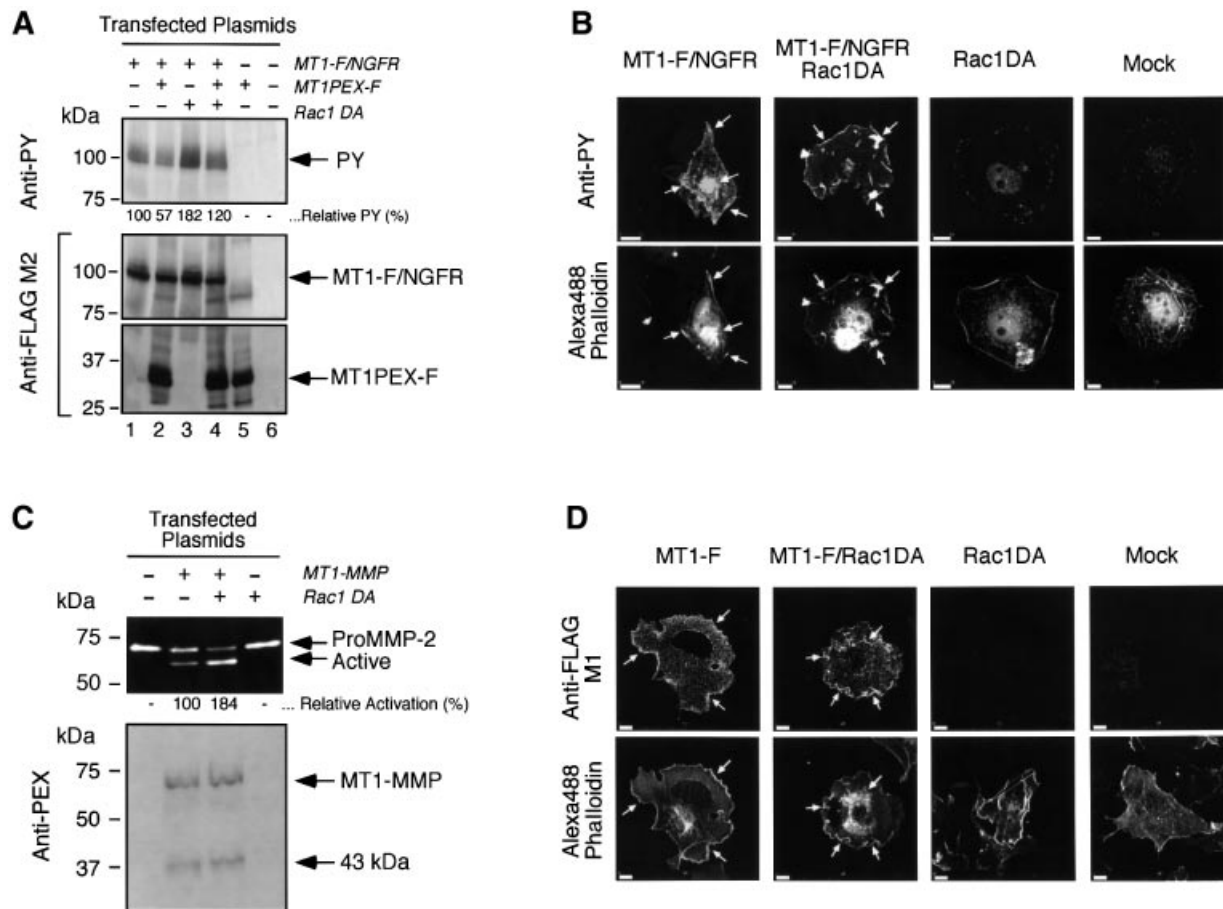 A
Transfected Plasmids
+ + + + - - MT1-F/NGFR
- + - + + - MT1PEX-F
- - + + - - Rac1 DA
kDa
Anti-PY
100
75
PY
100 57 182 120 - - ...Relative PY (%)
Anti-FLAG M2
100
75
MT1-F/NGFR
37
25
MT1PEX-F
1 2 3 4 5 6
B
MT1-F/NGFR
MT1-F/NGFR
Rac1DA
Rac1DA
Mock
Anti-PY
Alexa488
Phalloidin
C
Transfected
Plasmids
- + + - MT1-MMP
- - + + Rac1 DA
kDa
75
50
ProMMP-2
Active
- 100 184 - ... Relative Activation (%)
kDa
Anti-PEX
75
50
37
MT1-MMP
43 kDa
D
MT1-F
MT1-F/Rac1DA
Rac1DA
Mock
Anti-FLAG
M1
Alexa488
Phalloidin